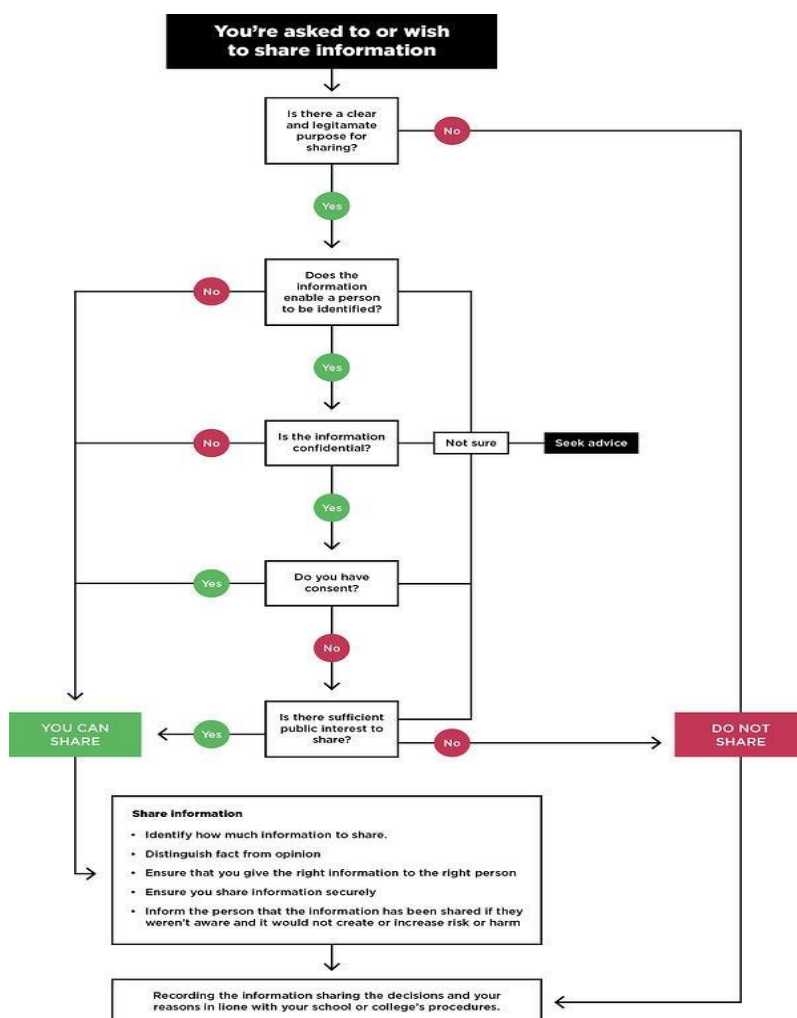 You're asked to or wish
to share information
Is there a clear
and legitamate
purpose for
sharing?
No
Yes
Does the
information
enable a person
to be identified?
No
Yes
Is the information
confidential?
No
Not sure
Seek advice
Yes
Do you have
consent?
Yes
No
Is there sufficient
public interest to
share?
Yes
No
YOU CAN
SHARE
DO NOT
SHARE
Share information
• Identify how much information to share.
• Distinguish fact from opinion
• Ensure that you give the right information to the right person
• Ensure you share information securely
• Inform the person that the information has been shared if they
weren't aware and it would not create or increase risk or harm
Recording the information sharing the decisions and your
reasons in lione with your school or college's procedures.